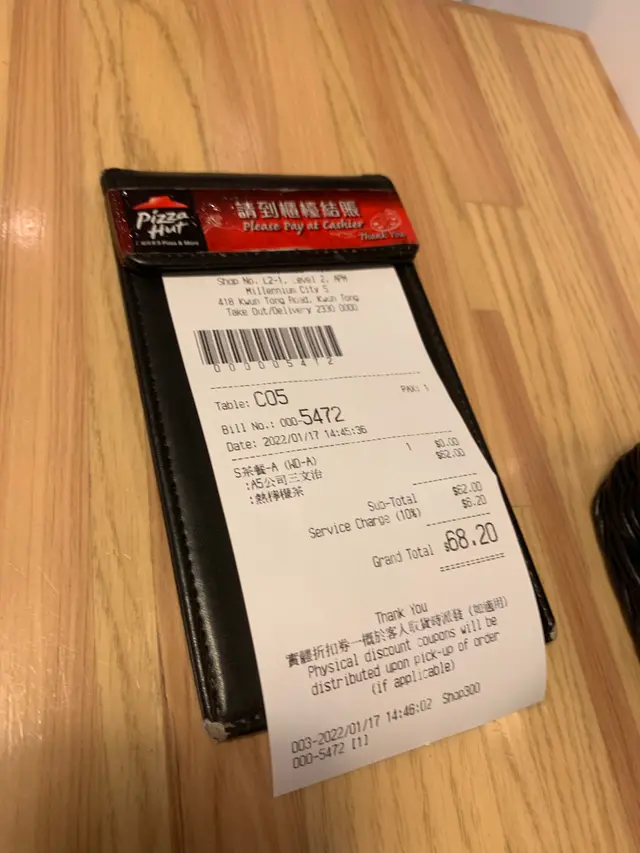 Pizza
Hut
請到櫃檯結賬
Please Pay at Cashier
Thank You
Shop No. L2-1, Level 2, APM
Millennium City 5
418 Kwun Tong Road, Kwun Tong
Take Out/Delivery 2330 0000
Table: C05 PAX: 1
Bill No.: 000-5472
Date: 2022/01/17 14:45:36
S茶餐-A (WD-A) 1 $0.00
:A5公司三文治 $62.00
:熱檸檬茶
Sub-Total $62.00
Service Charge (10%) $6.20
Grand Total $68.20
Thank You
實體折扣券一概於客人取貨時派發 (如適用)
Physical discount coupons will be
distributed upon pick-up of order
(if applicable)
003-2022/01/17 14:46:02 Shop300
000-5472 [1]